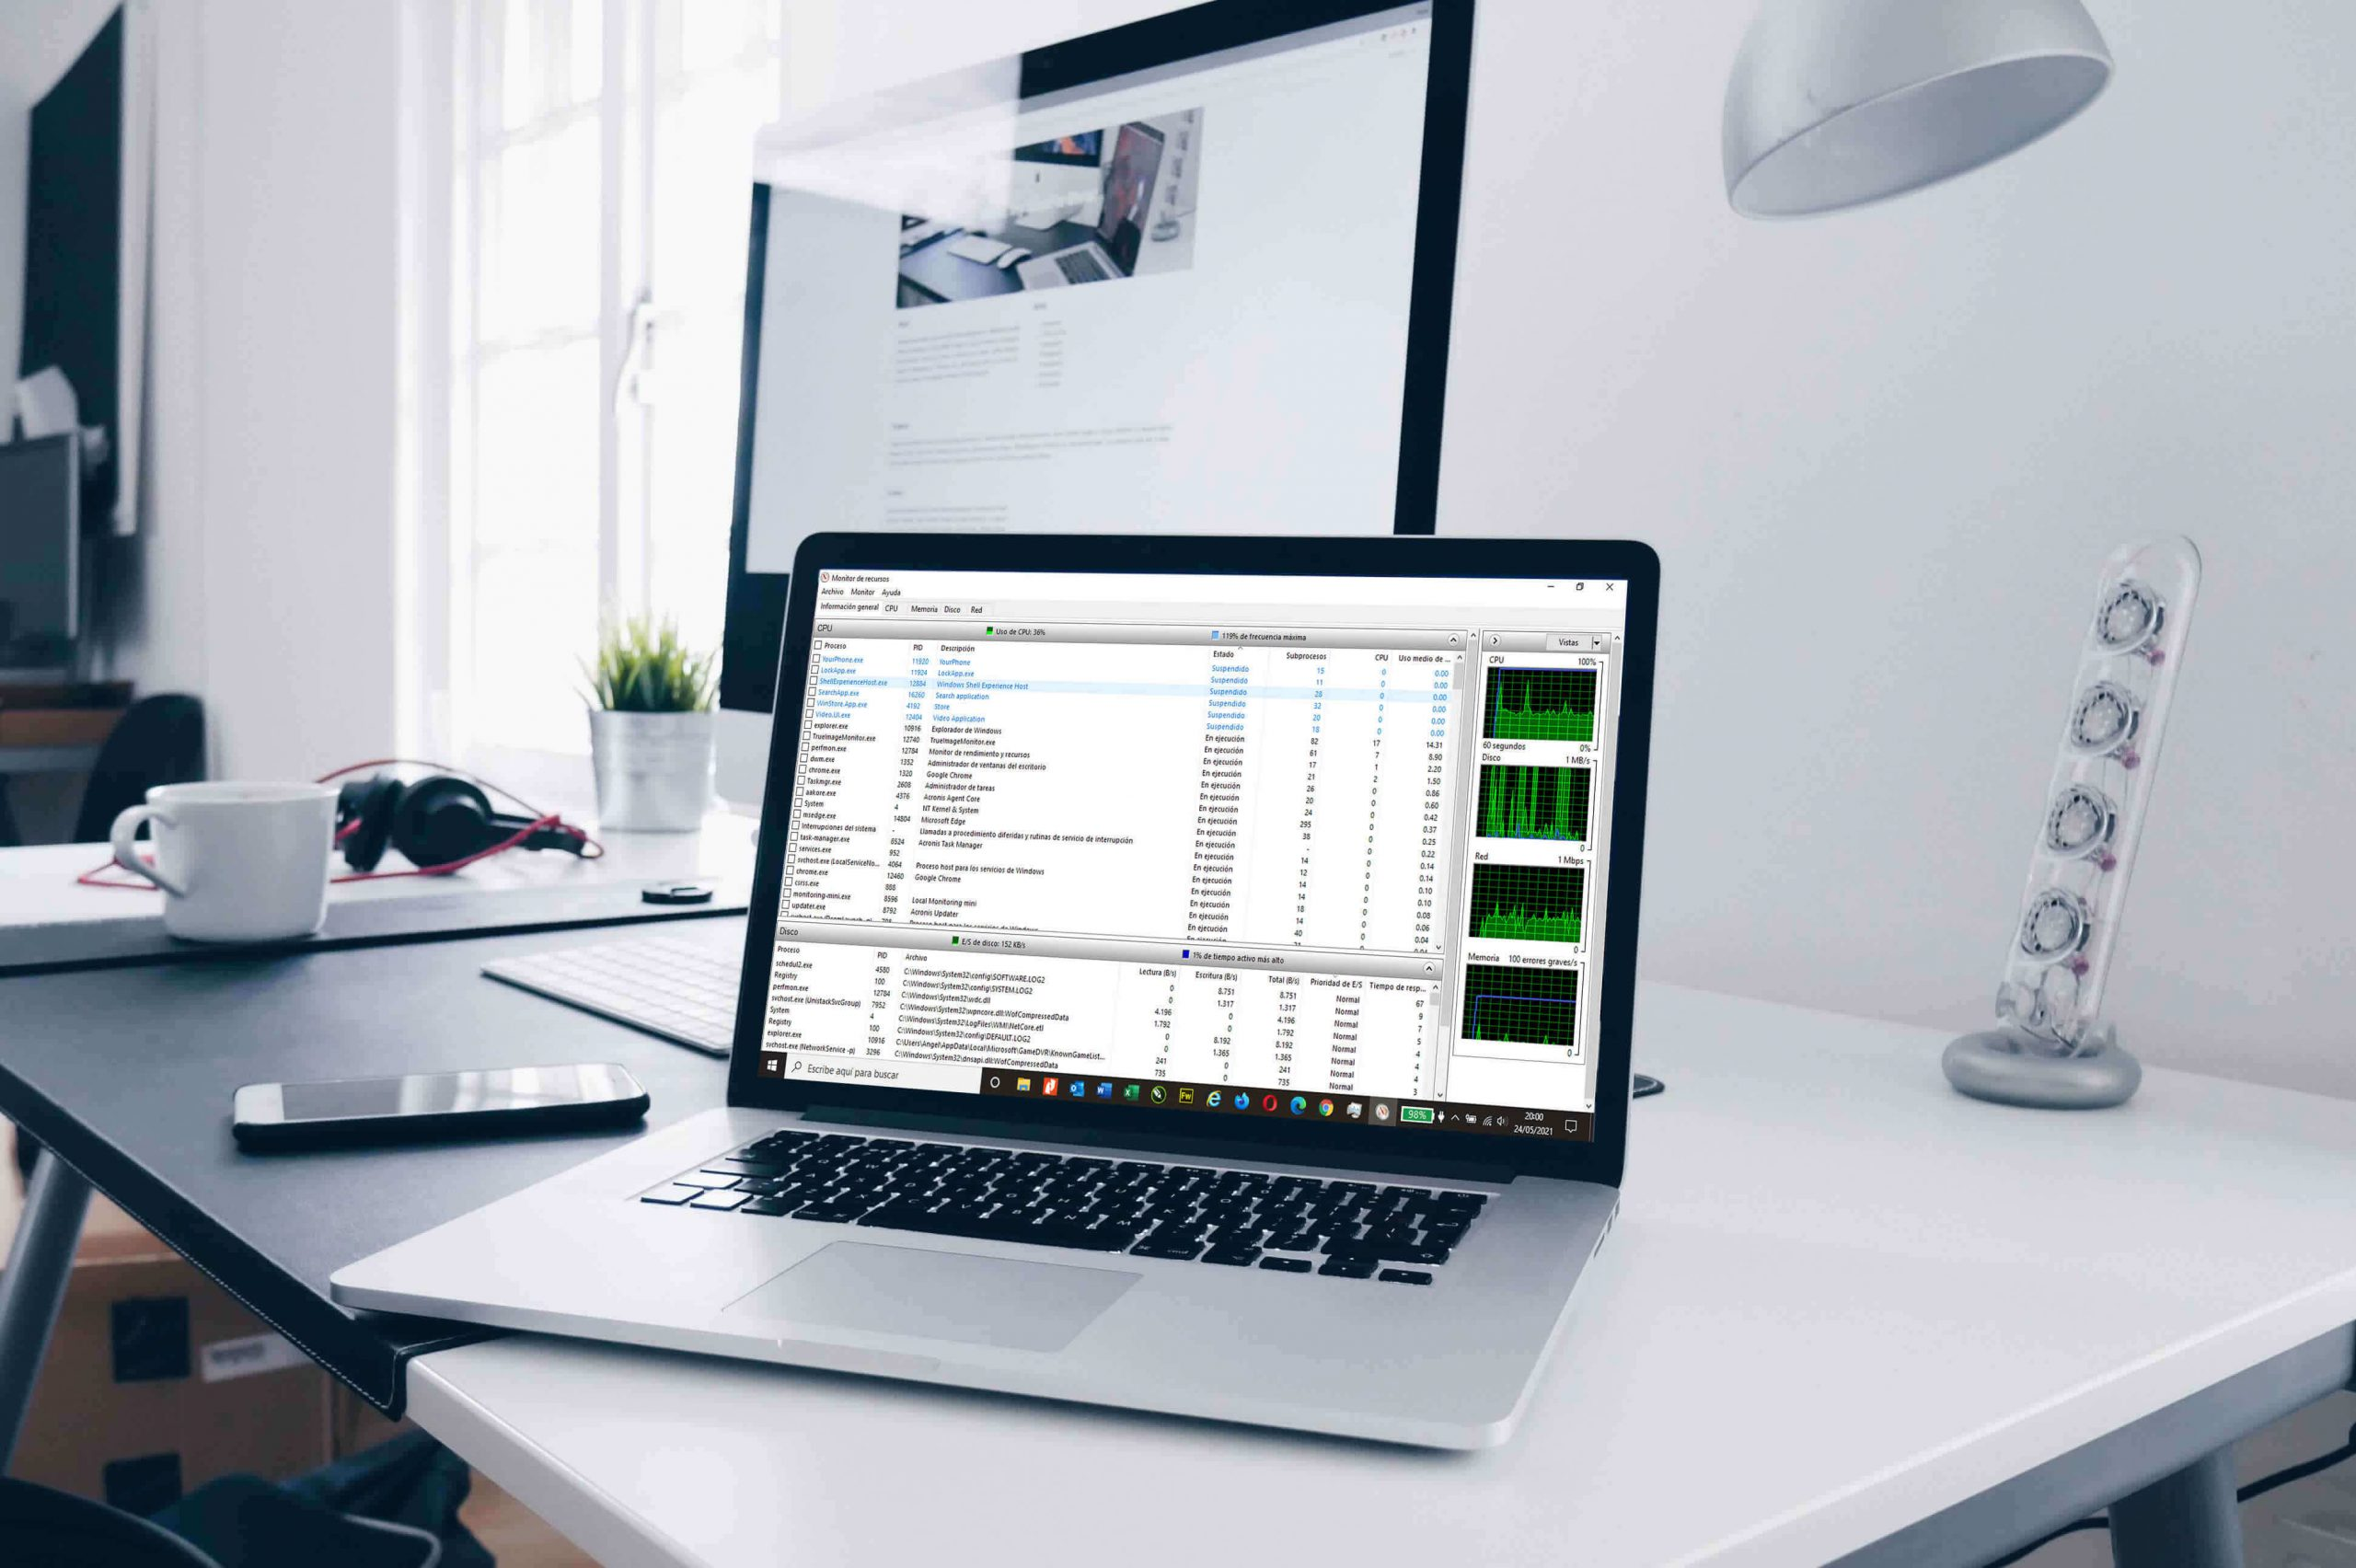 Monitor de recursos
Archivo Monitor Ayuda
Información general CPU Memoria Disco Red
CPU Uso de CPU: 36% 119% de frecuencia máxima
Proceso PID Descripción Estado Subprocesos CPU Uso medio de ...
YourPhone.exe 11920 YourPhone Suspendido 15 0 0.00
LockApp.exe 11924 LockApp.exe Suspendido 11 0 0.00
ShellExperienceHost.exe 12884 Windows Shell Experience Host Suspendido 28 0 0.00
SearchApp.exe 16260 Search application Suspendido 32 0 0.00
WinStore.App.exe 4192 Store Suspendido 20 0 0.00
Video.UI.exe 12404 Video Application Suspendido 18 0 0.00
explorer.exe 10916 Explorador de Windows En ejecución 82 17 14.31
TrueImageMonitor.exe 12740 TrueImageMonitor.exe En ejecución 61 7 8.90
perfmon.exe 12784 Monitor de rendimiento y recursos En ejecución 17 1 2.20
dwm.exe 1352 Administrador de ventanas del escritorio En ejecución 21 2 1.50
chrome.exe 1320 Google Chrome En ejecución 26 0 0.86
Taskmgr.exe 2608 Administrador de tareas En ejecución 20 0 0.60
aakore.exe 4376 Acronis Agent Core En ejecución 24 0 0.42
System 4 NT Kernel & System En ejecución 295 0 0.37
msedge.exe 14804 Microsoft Edge En ejecución 38 0 0.25
Interrupciones del sistema - Llamadas a procedimiento diferidas y rutinas de servicio de interrupción En ejecución - 0 0.22
task-manager.exe 8524 Acronis Task Manager En ejecución 14 0 0.14
services.exe 952 En ejecución 12 0 0.14
svchost.exe (LocalServiceNo... 4064 Proceso host para los servicios de Windows En ejecución 14 0 0.10
chrome.exe 12460 Google Chrome En ejecución 14 0 0.10
csrss.exe 888 En ejecución 18 0 0.08
monitoring-mini.exe 8596 Local Monitoring mini En ejecución 14 0 0.06
updater.exe 8792 Acronis Updater En ejecución 40 0 0.04
Disco E/S de disco: 152 KB/s 1% de tiempo activo más alto
Proceso PID Archivo Lectura (B/s) Escritura (B/s) Total (B/s) Prioridad de E/S Tiempo de resp...
schedul2.exe 4580 C:\Windows\System32\config\SOFTWARE.LOG2 0 8.751 8.751 Normal 67
Registry 100 C:\Windows\System32\config\SYSTEM.LOG2 0 1.317 1.317 Normal 9
perfmon.exe 12784 C:\Windows\System32\wdc.dll 4.196 0 4.196 Normal 7
svchost.exe (UnistackSvcGroup) 7952 C:\Windows\System32\wpncore.dll:WofCompressedData 1.792 0 1.792 Normal 5
System 4 C:\Windows\System32\LogFiles\WMI\NetCore.etl 0 8.192 8.192 Normal 4
Registry 100 C:\Windows\System32\config\DEFAULT.LOG2 0 1.365 1.365 Normal 4
explorer.exe 10916 C:\Users\Angel\AppData\Local\Microsoft\GameDVR\KnownGameList... 241 0 241 Normal 4
svchost.exe (NetworkService -p) 3296 C:\Windows\System32\dnsapi.dll:WofCompressedData 735 0 735 Normal 3
Vistas
CPU 100%
60 segundos 0%
Disco 1 MB/s
0
Red 1 Mbps
0
Memoria 100 errores graves/s
0
Escribe aquí para buscar
Fw
98%
20:00
24/05/2021